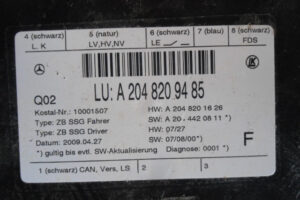 4 (schwarz) 5 (natur) 6 (schwarz) 7 (blau) 8 (schwarz)
L. K LV,HV,NV LE FDS
Q02 LU: A 204 820 94 85
Kostal-Nr.: 10001507 HW: A 204 820 16 26
Type: ZB SSG Fahrer SW: A 20 4 442 08 11 *)
Type: ZB SSG Driver HW: 07/27
Datum: 2009.04.27 SW: 07/08/00 *)
*) gultig bis evtl. SW-Aktualisierung Diagnose: 0001 *) F
1 (schwarz) CAN, Vers, LS 2 3